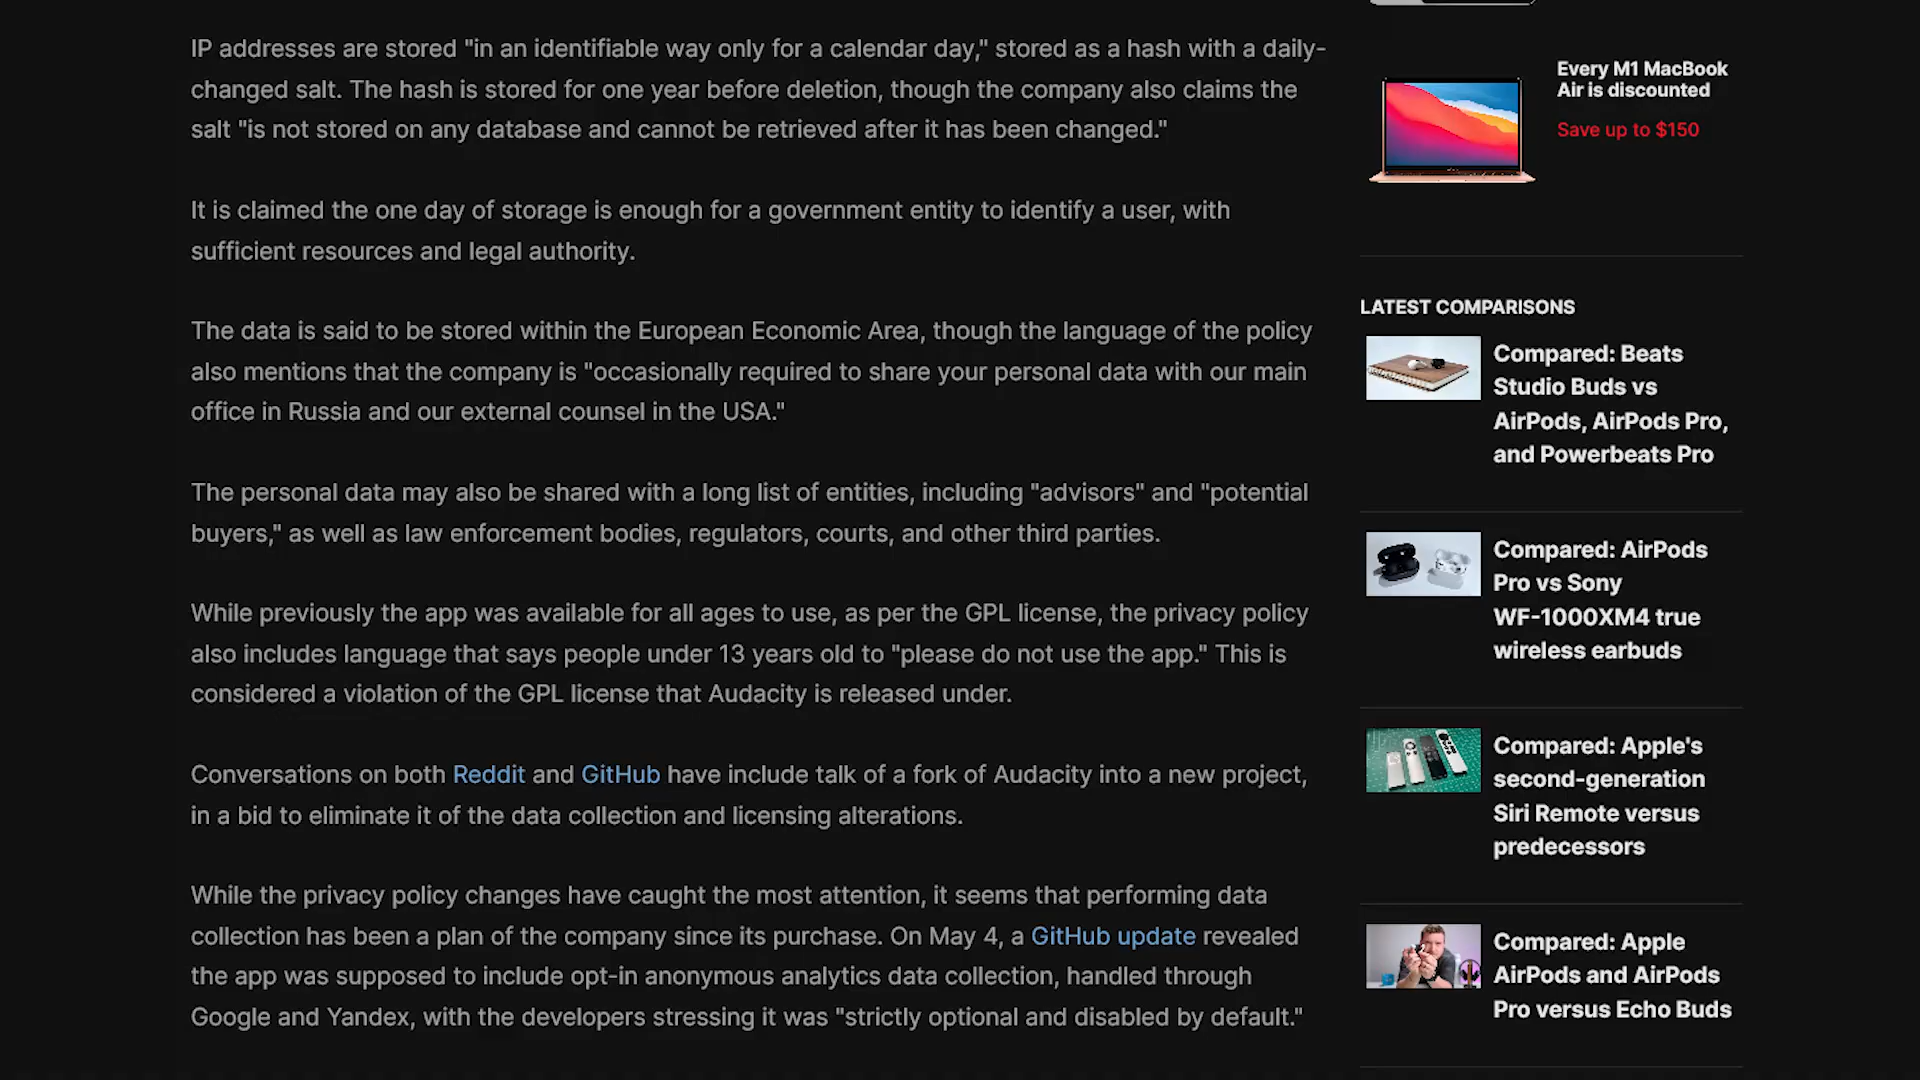 IP addresses are stored "in an identifiable way only for a calendar day," stored as a hash with a daily-
changed salt. The hash is stored for one year before deletion, though the company also claims the
salt "is not stored on any database and cannot be retrieved after it has been changed."
It is claimed the one day of storage is enough for a government entity to identify a user, with
sufficient resources and legal authority.
The data is said to be stored within the European Economic Area, though the language of the policy
also mentions that the company is "occasionally required to share your personal data with our main
office in Russia and our external counsel in the USA."
The personal data may also be shared with a long list of entities, including "advisors" and "potential
buyers," as well as law enforcement bodies, regulators, courts, and other third parties.
While previously the app was available for all ages to use, as per the GPL license, the privacy policy
also includes language that says people under 13 years old to "please do not use the app." This is
considered a violation of the GPL license that Audacity is released under.
Conversations on both Reddit and GitHub have include talk of a fork of Audacity into a new project,
in a bid to eliminate it of the data collection and licensing alterations.
While the privacy policy changes have caught the most attention, it seems that performing data
collection has been a plan of the company since its purchase. On May 4, a GitHub update revealed
the app was supposed to include opt-in anonymous analytics data collection, handled through
Google and Yandex, with the developers stressing it was "strictly optional and disabled by default."
Every M1 MacBook
Air is discounted
Save up to $150
LATEST COMPARISONS
Compared: Beats
Studio Buds vs
AirPods, AirPods Pro,
and Powerbeats Pro
Compared: AirPods
Pro vs Sony
WF-1000XM4 true
wireless earbuds
Compared: Apple's
second-generation
Siri Remote versus
predecessors
Compared: Apple
AirPods and AirPods
Pro versus Echo Buds